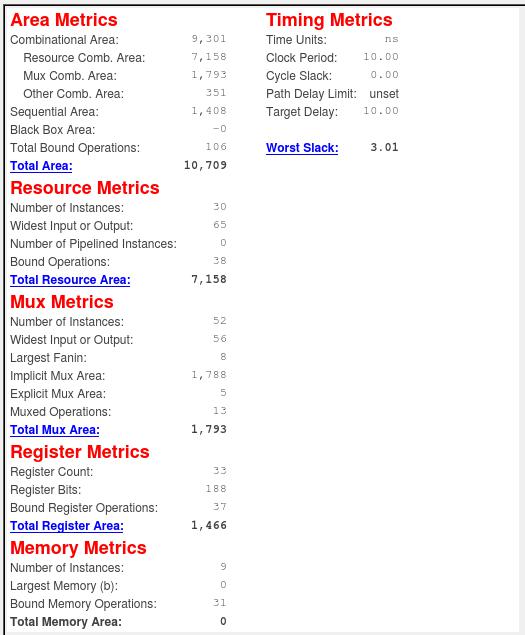 Area Metrics
Combinational Area: 9,301
Resource Comb. Area: 7,158
Mux Comb. Area: 1,793
Other Comb. Area: 351
Sequential Area: 1,408
Black Box Area: -0
Total Bound Operations: 106
Total Area: 10,709
Resource Metrics
Number of Instances: 30
Widest Input or Output: 65
Number of Pipelined Instances: 0
Bound Operations: 38
Total Resource Area: 7,158
Mux Metrics
Number of Instances: 52
Widest Input or Output: 56
Largest Fanin: 8
Implicit Mux Area: 1,788
Explicit Mux Area: 5
Muxed Operations: 13
Total Mux Area: 1,793
Register Metrics
Register Count: 33
Register Bits: 188
Bound Register Operations: 37
Total Register Area: 1,466
Memory Metrics
Number of Instances: 9
Largest Memory (b): 0
Bound Memory Operations: 31
Total Memory Area: 0
Timing Metrics
Time Units: ns
Clock Period: 10.00
Cycle Slack: 0.00
Path Delay Limit: unset
Target Delay: 10.00
Worst Slack: 3.01